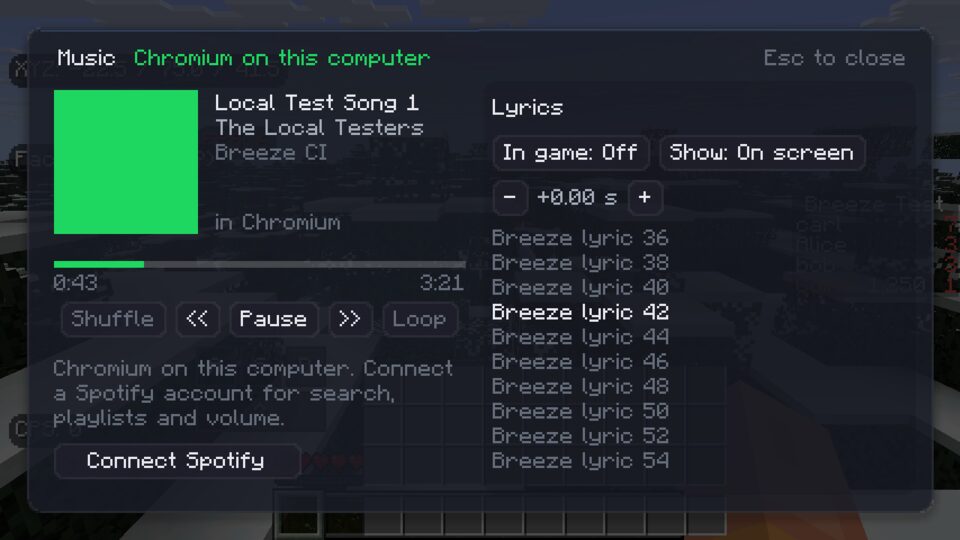 Music Chromium on this computer
Esc to close
Local Test Song 1
The Local Testers
Breeze CI
in Chromium
0:43 3:21
Shuffle << Pause >> Loop
Chromium on this computer. Connect
a Spotify account for search,
playlists and volume.
Connect Spotify
Lyrics
In game: Off Show: On screen
- +0.00 s +
Breeze lyric 36
Breeze lyric 38
Breeze lyric 40
Breeze lyric 42
Breeze lyric 44
Breeze lyric 46
Breeze lyric 48
Breeze lyric 50
Breeze lyric 52
Breeze lyric 54
Breeze Test